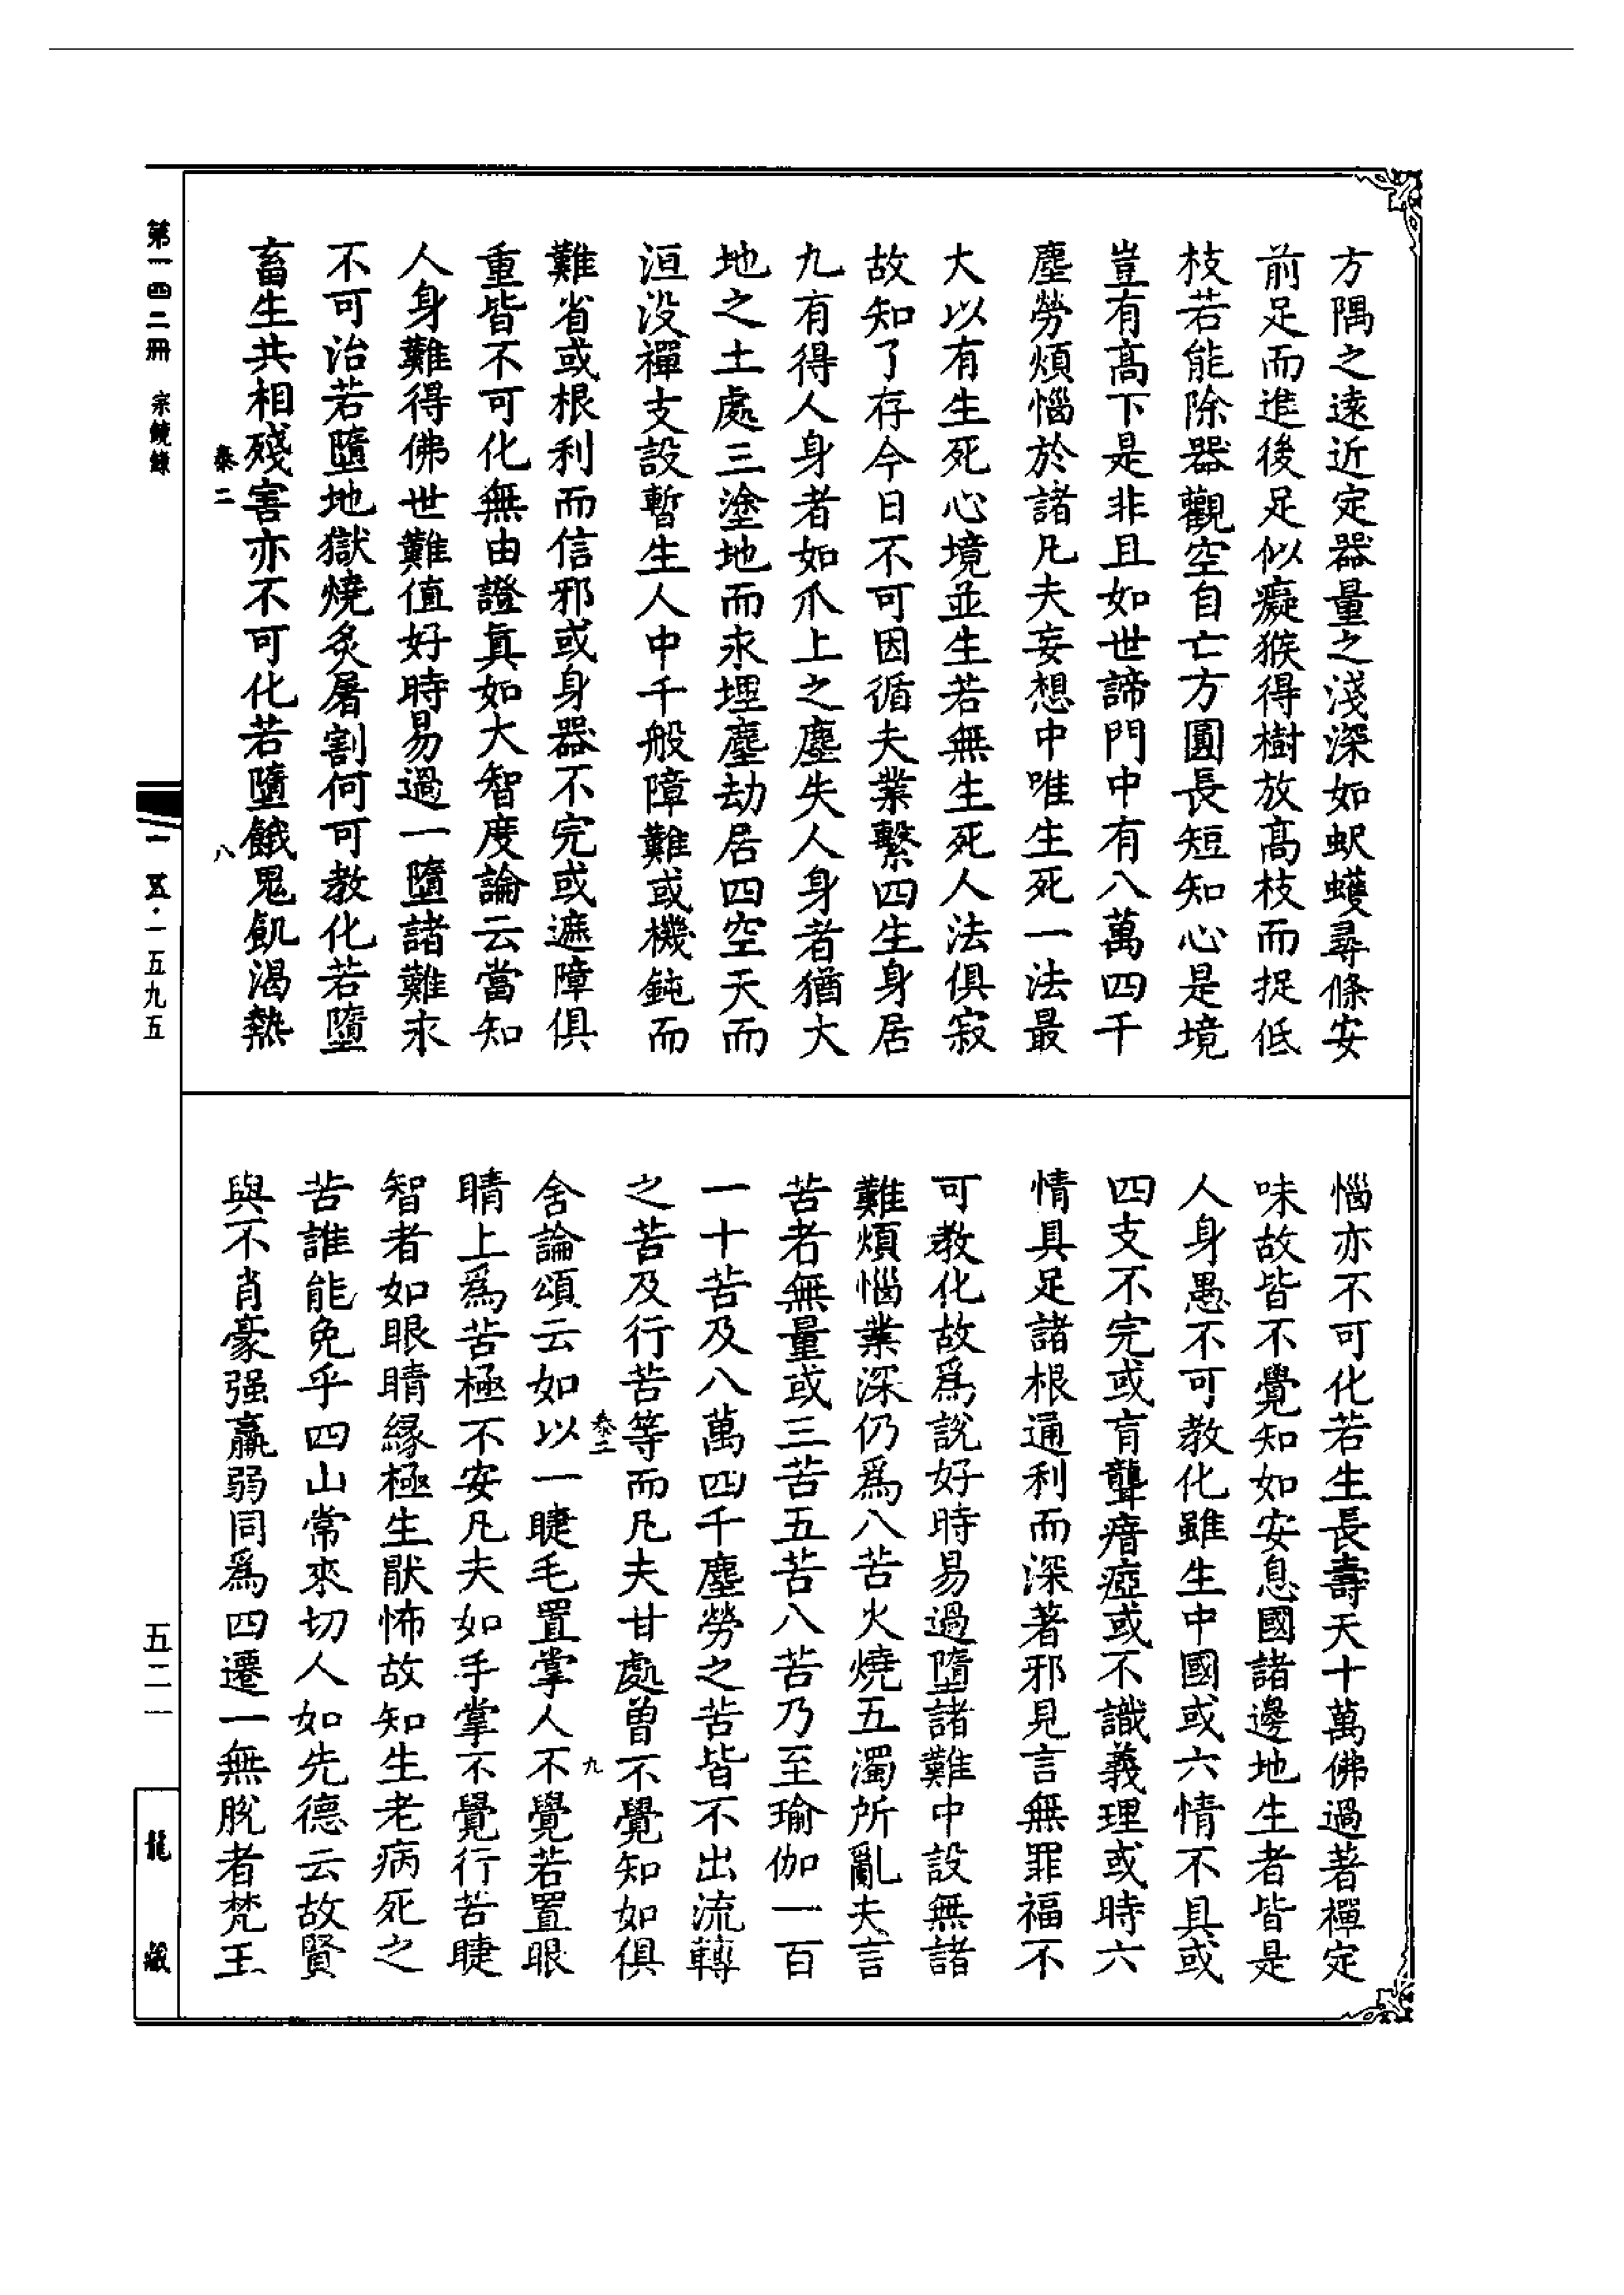 方隅之遠近定器量之淺深如蚇蠖尋條安
前足而進後足似癡猴得樹放高枝而捉低
枝若能除器觀空自亡方圓長短知心是境
豈有高下是非且如世諦門中有八萬四千
塵勞煩惱於諸凡夫妄想中唯生死一法最
大以有生死心境並生若無生死人法俱寂
故知了存今日不可因循夫業繫四生身居
九有得人身者如爪上之塵失人身者猶大
地之土處三塗地而永埋塵劫居四空天而
洹没禪支設暫生人中千般障難或機鈍而
難省或根利而信邪或身器不完或遮障俱
重皆不可化無由證真如大智度論云當知
人身難得佛世難值好時易過一墮諸難永
不可治若墮地獄燒炙屠割何可教化若墮
畜生共相殘害亦不可化若墮餓鬼飢渴熱
泰二 八
惱亦不可化若生長壽天十萬佛過著禪定
味故皆不覺知如安息國諸邊地生者皆是
人身愚不可教化雖生中國或六情不具或
四支不完或盲聾瘖瘂或不識義理或時六
情具足諸根通利而深著邪見言無罪福不
可教化故爲說好時易過墮諸難中設無諸
難煩惱業深仍爲八苦火燒五濁所亂夫言
苦者無量或三苦五苦八苦乃至瑜伽一百
一十苦及八萬四千塵勞之苦皆不出流轉
之苦及行苦等而凡夫甘處曾不覺知如俱
泰二 九
舍論頌云如以一睫毛置掌人不覺若置眼
睛上爲苦極不安凡夫如手掌不覺行苦睫
智者如眼睛緣極生厭怖故知生老病死之
苦誰能免乎四山常來切人如先德云故賢
與不肖豪强羸弱同爲四遷一無脫者梵王
第一四二冊 宗鏡錄
一五·一五九五
五二一
龍藏